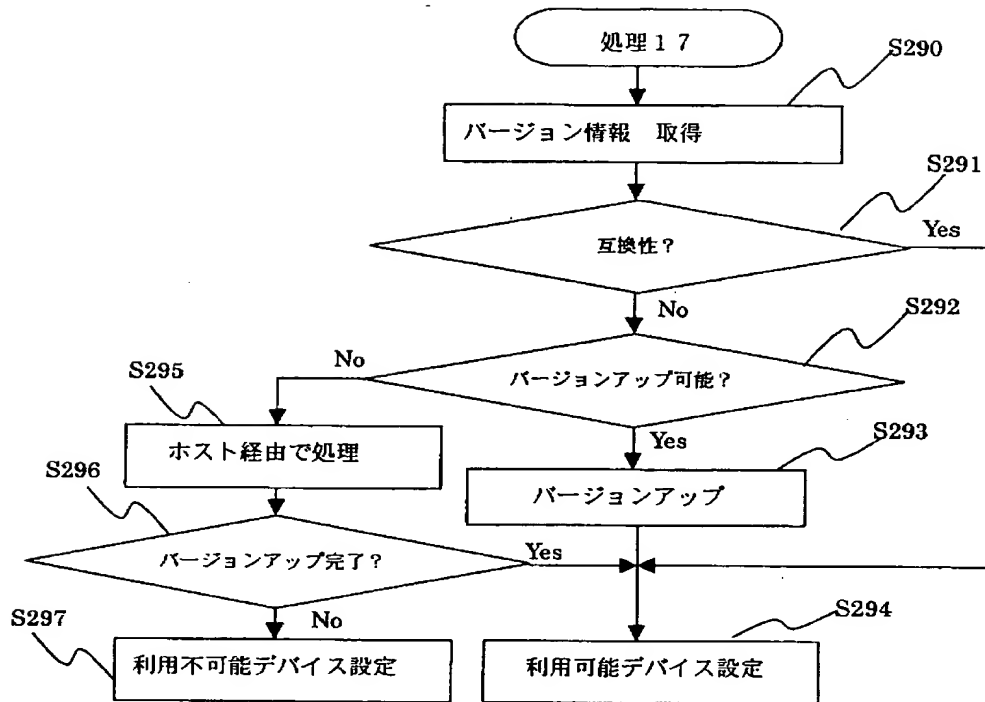 処理17
S290
バージョン情報 取得
S291
互換性?
Yes
No
S292
バージョンアップ可能?
No
Yes
S295
ホスト経由で処理
S293
バージョンアップ
S296
バージョンアップ完了?
Yes
No
S297
利用不可能デバイス設定
S294
利用可能デバイス設定